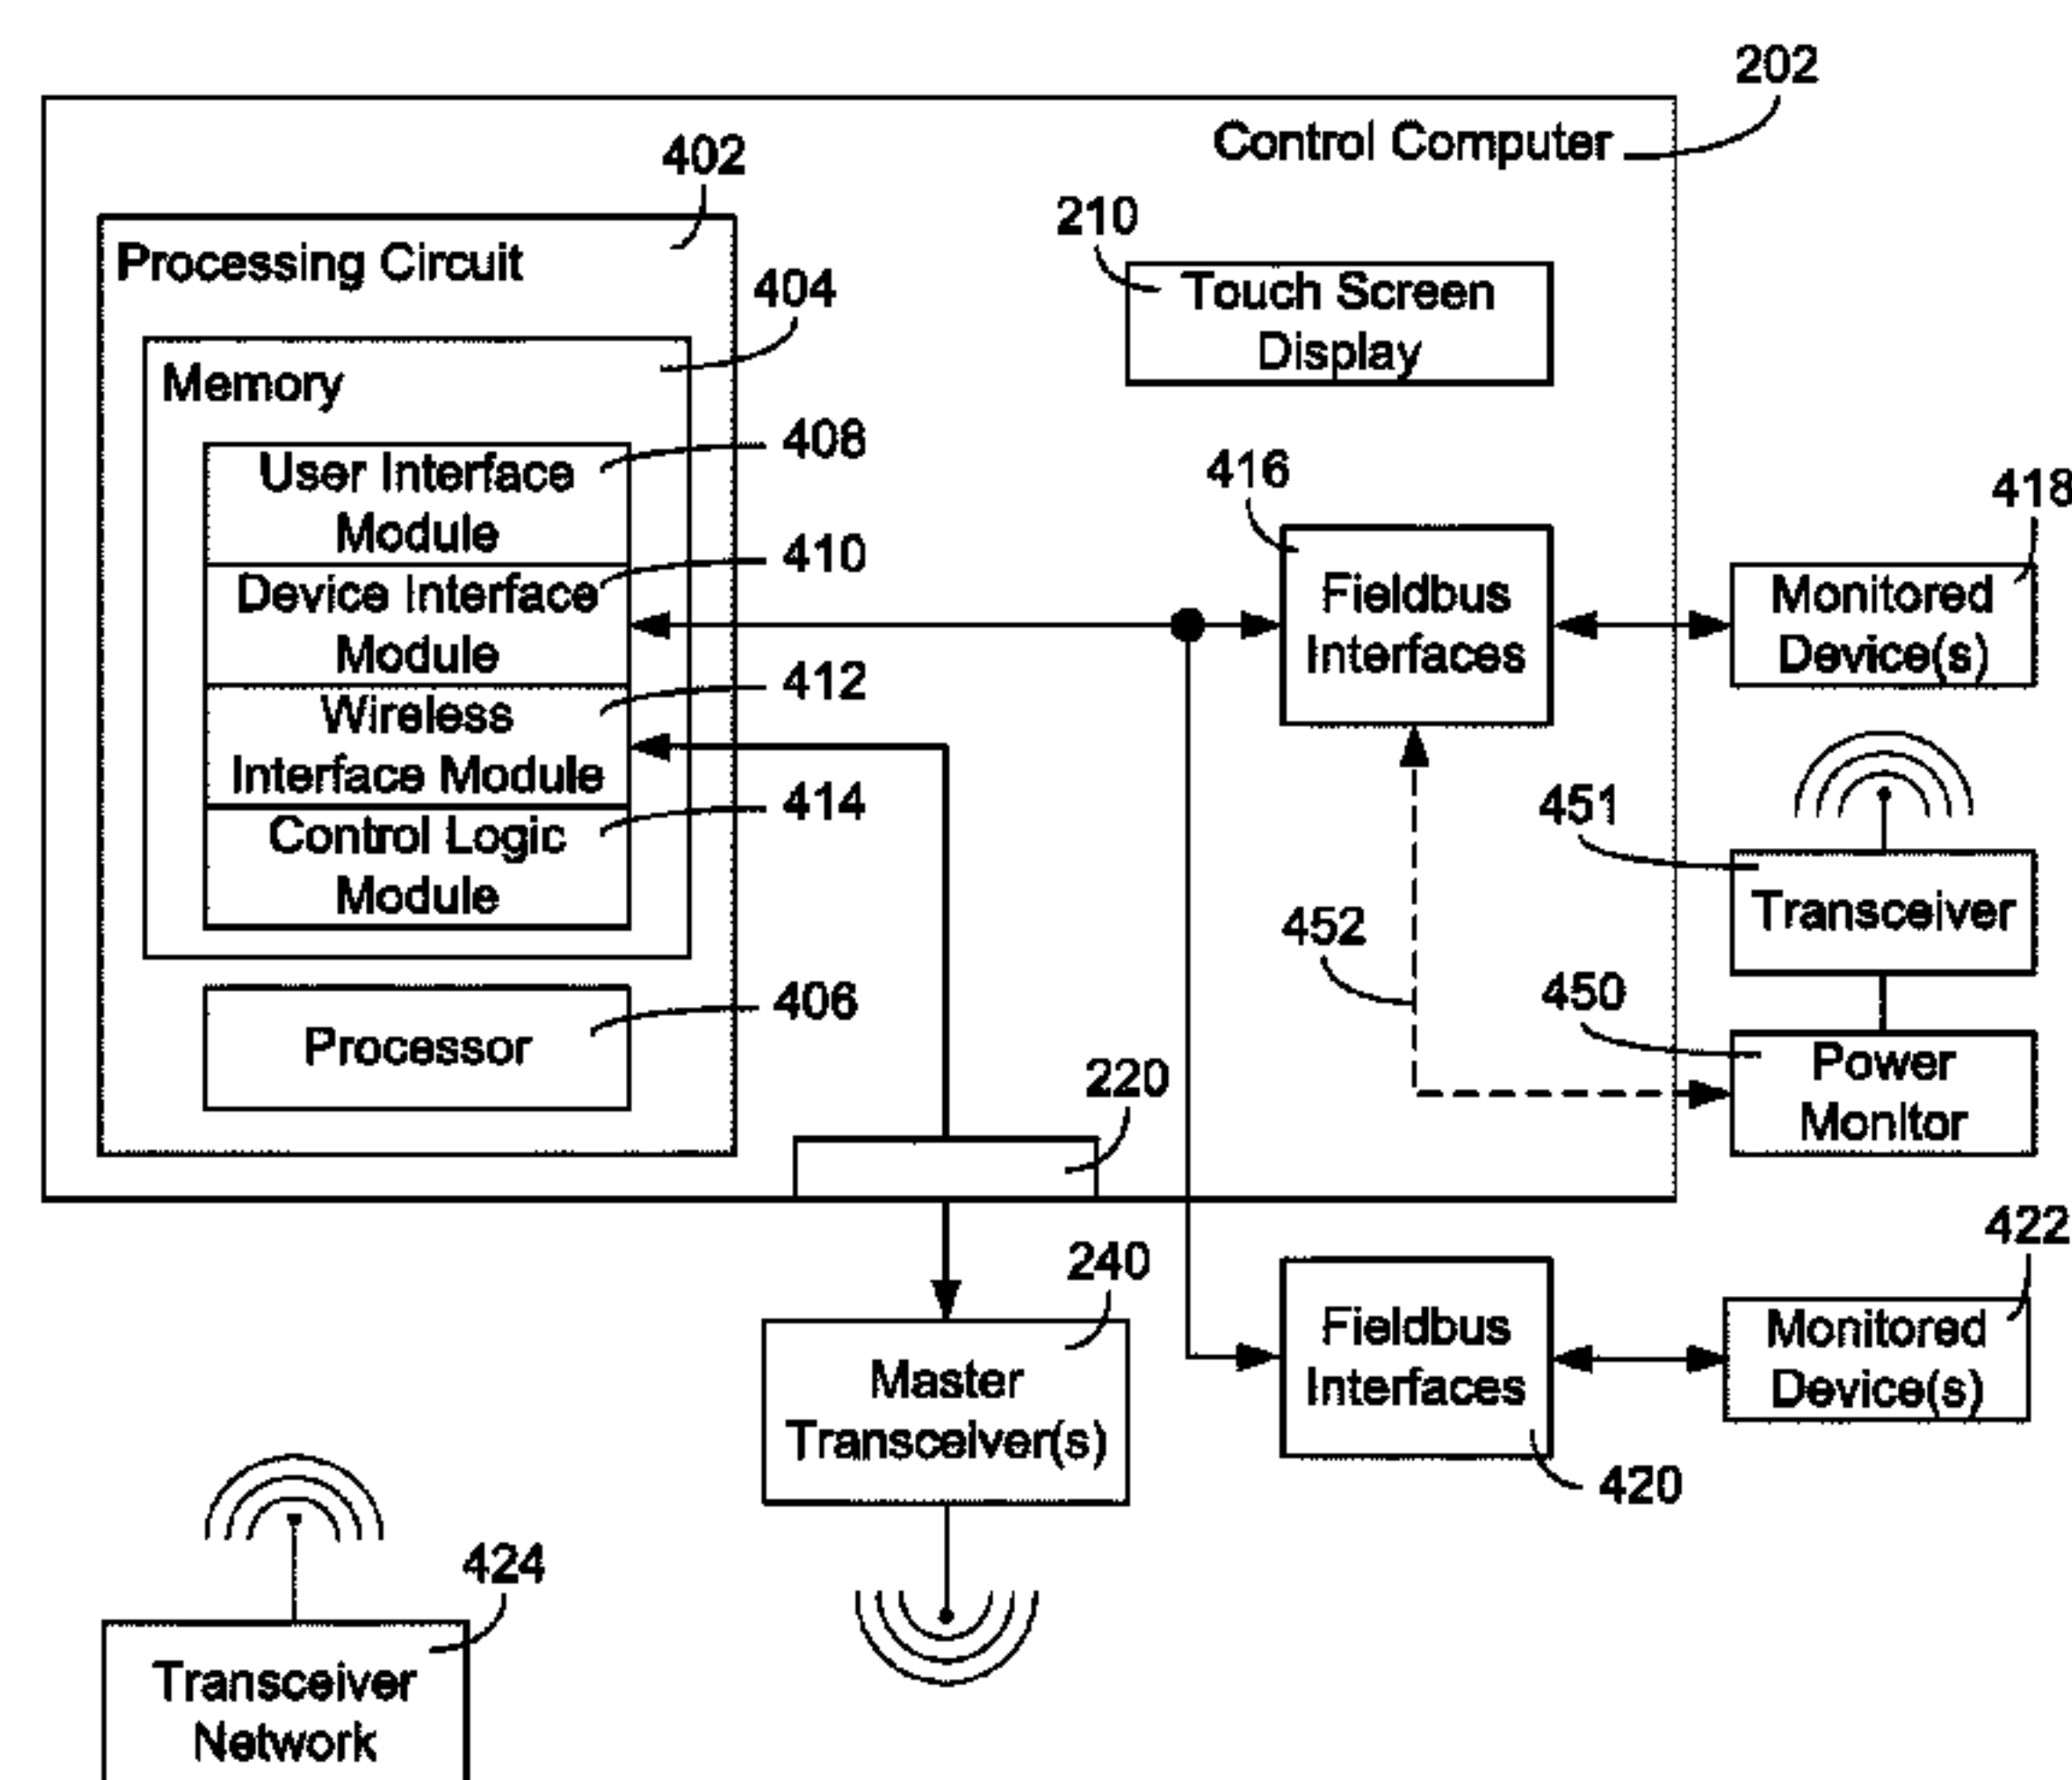 202
Control Computer
402
Processing Circuit
210
Touch Screen
Display
404
Memory
408
User Interface
Module
416
418
410
Device Interface
Module
Fieldbus
Interfaces
Monitored
Device(s)
412
Wireless
Interface Module
414
Control Logic
Module
451
Transceiver
452
450
Power
Monitor
406
Processor
220
422
240
Master
Transceiver(s)
Fieldbus
Interfaces
Monitored
Device(s)
420
424
Transceiver
Network